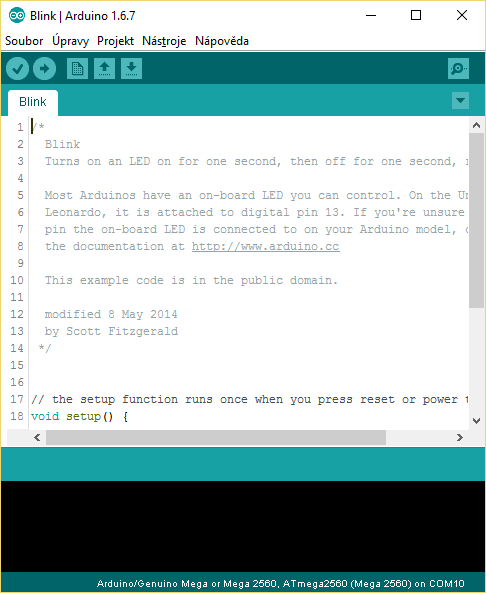 Blink | Arduino 1.6.7
Soubor Úpravy Projekt Nástroje Nápověda
Blink
1 /*
2 Blink
3 Turns on an LED on for one second, then off for one second,
4
5 Most Arduinos have an on-board LED you can control. On the
6 Leonardo, it is attached to digital pin 13. If you're unsure
7 pin the on-board LED is connected to on your Arduino model,
8 the documentation at http://www.arduino.cc
9
10 This example code is in the public domain.
11
12 modified 8 May 2014
13 by Scott Fitzgerald
14 */
15
16
17 // the setup function runs once when you press reset or power
18 void setup() {
Arduino/Genuino Mega or Mega 2560, ATmega2560 (Mega 2560) on COM10